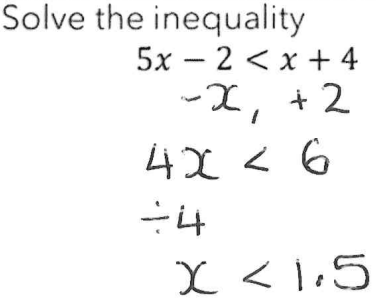 Solve the inequality
5x − 2 < x + 4
-x, +2
4x < 6
÷4
x < 1.5